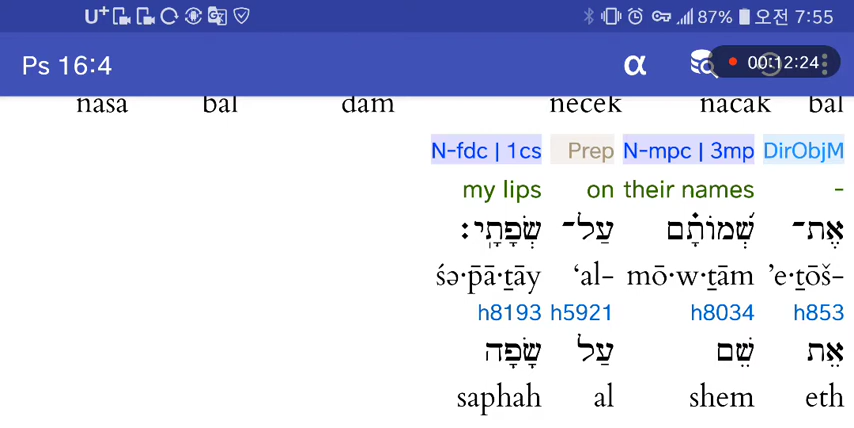 U+ 87% 오전 7:55
Ps 16:4 α 00:12:24
nasa bal dam necek nacak bal
N-fdc | 1cs Prep N-mpc | 3mp DirObjM
my lips on their names -
אֶת־ שְׁ֝מוֹתָ֗ם עַל־ שְׂפָתָֽי׃
śə·p̄ā·ṯāy ‘al- mō·w·ṯām ’e·ṯōš-
h8193 h5921 h8034 h853
אֵת שֵׁם עַל שָׂפָה
saphah al shem eth